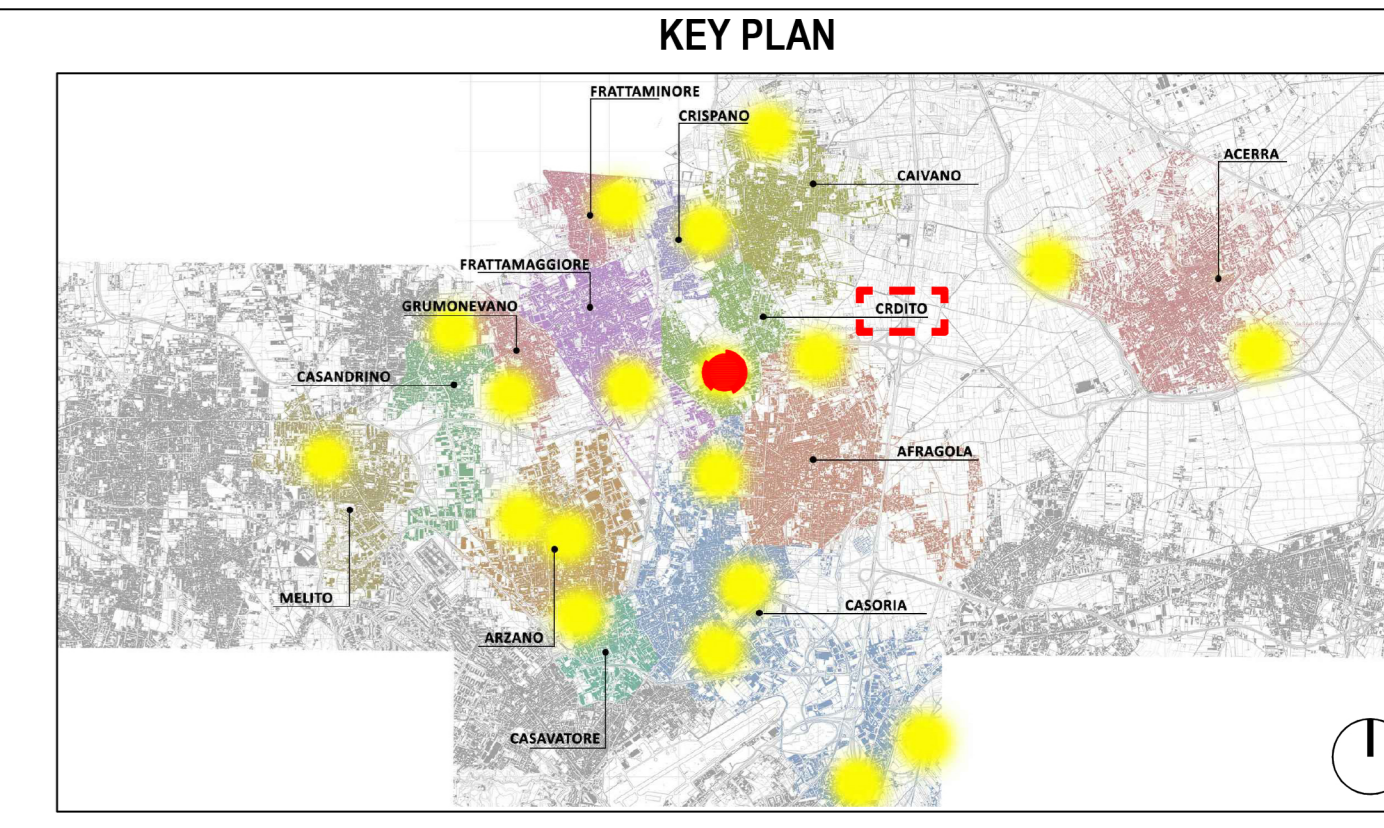 KEY PLAN
FRATTAMINORE
CRISPANO
ACERRA
CAIVANO
FRATTAMAGGIORE
GRUMONEVANO
CRDITO
CASANDRINO
AFRAGOLA
MELITO
CASORIA
ARZANO
CASAVATORE